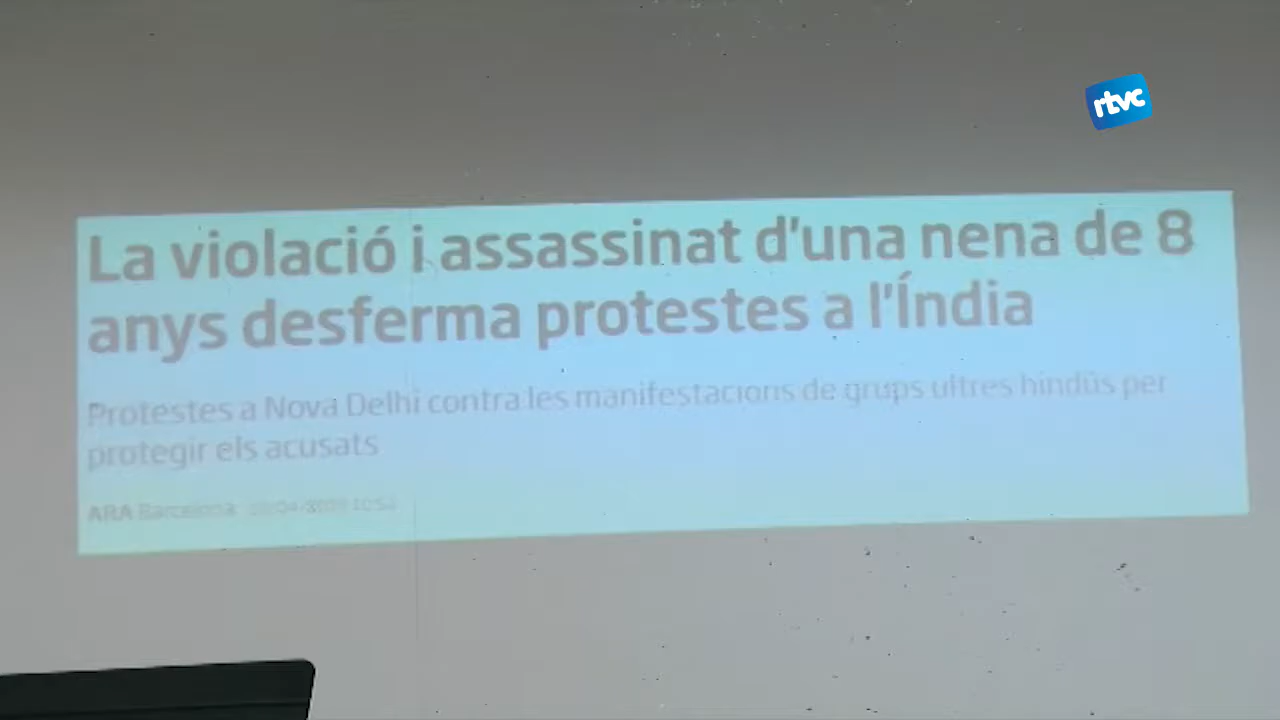 rtvc
La violació i assassinat d'una nena de 8
anys desferma protestes a l'Índia
Protestes a Nova Delhi contra les manifestacions de grups ultres hindús per
protegir els acusats
ARA Barcelona